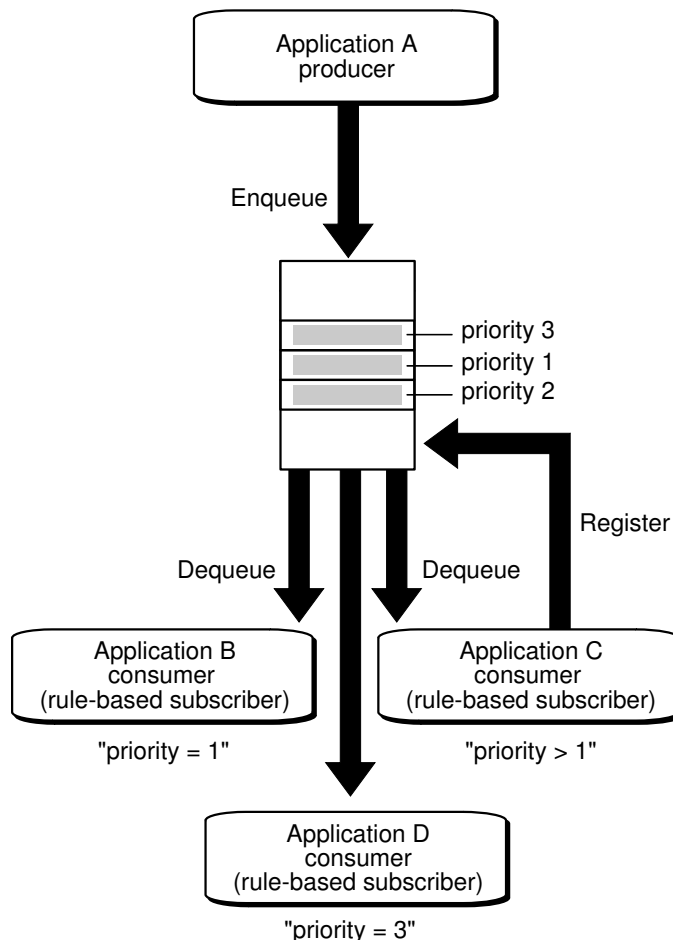 Application A
producer
Enqueue
priority 3
priority 1
priority 2
Register
Dequeue
Dequeue
Application B
consumer
(rule-based subscriber)
"priority = 1"
Application C
consumer
(rule-based subscriber)
"priority > 1"
Application D
consumer
(rule-based subscriber)
"priority = 3"